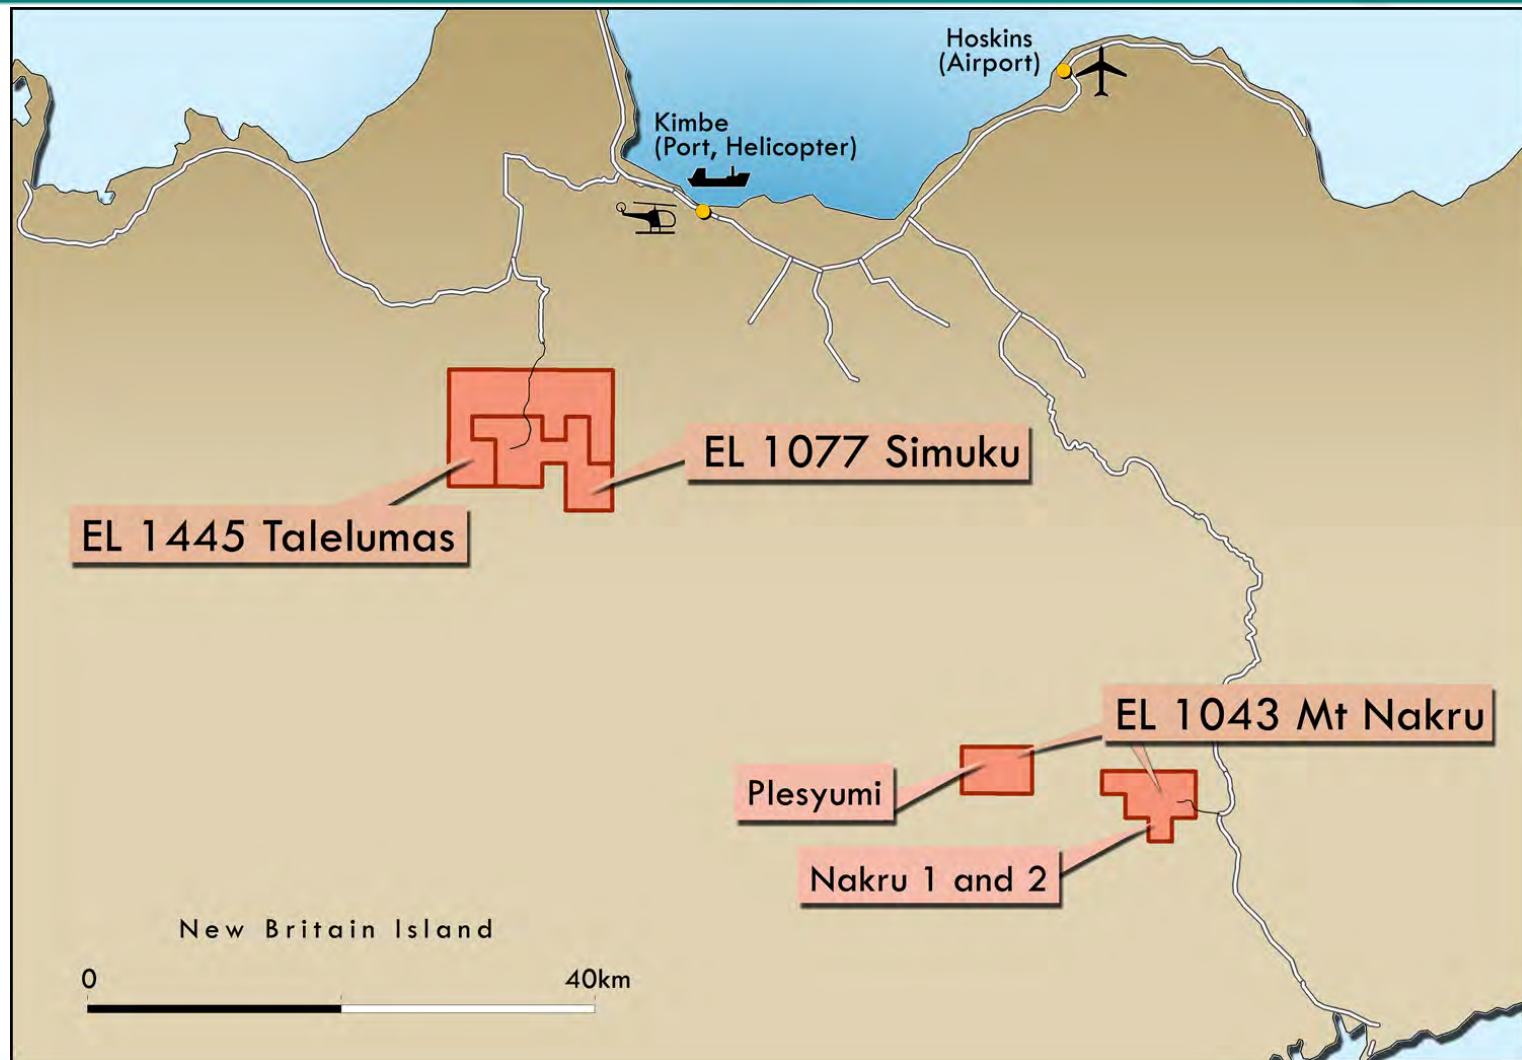 Hoskins
(Airport)
Kimbe
(Port, Helicopter)
EL 1077 Simuku
EL 1445 Talelumas
EL 1043 Mt Nakru
Plesyumi
Nakru 1 and 2
New Britain Island
0 40km